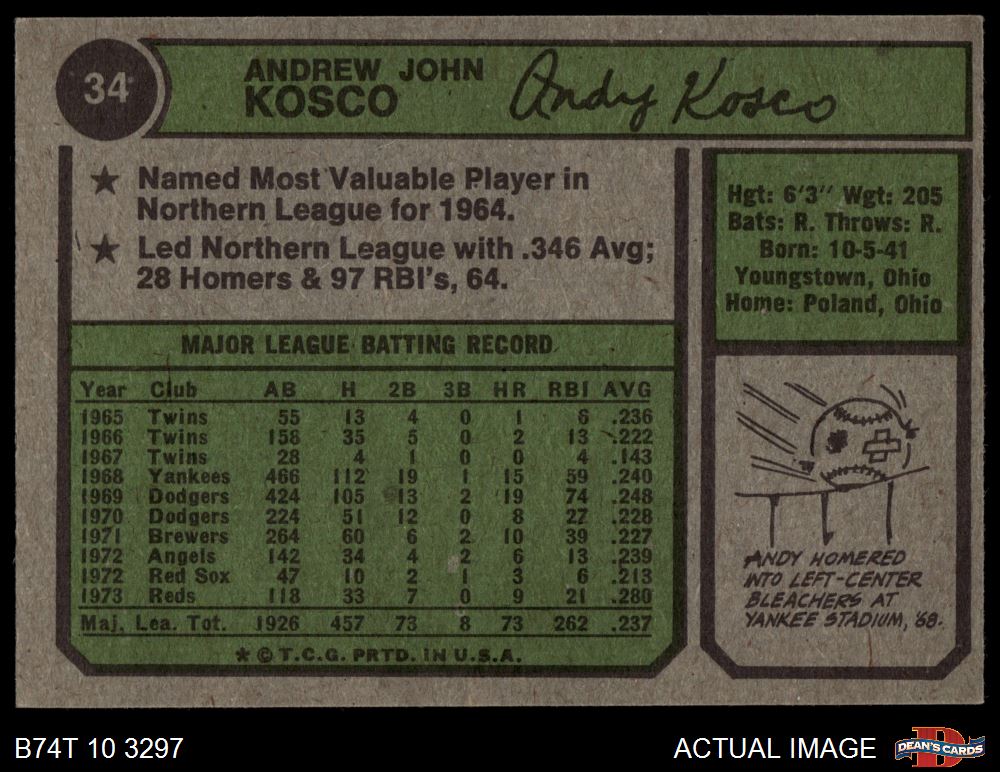 34
ANDREW JOHN
KOSCO
Andy Kosco
★ Named Most Valuable Player in
Northern League for 1964.
★ Led Northern League with .346 Avg;
28 Homers & 97 RBI's, 64.
Hgt: 6'3'' Wgt: 205
Bats: R. Throws: R.
Born: 10-5-41
Youngstown, Ohio
Home: Poland, Ohio
MAJOR LEAGUE BATTING RECORD
Year Club AB H 2B 3B HR RBI AVG
1965 Twins 55 13 4 0 1 6 .236
1966 Twins 158 35 5 0 2 13 .222
1967 Twins 28 4 1 0 0 4 .143
1968 Yankees 466 112 19 1 15 59 .240
1969 Dodgers 424 105 13 2 19 74 .248
1970 Dodgers 224 51 12 0 8 27 .228
1971 Brewers 264 60 6 2 10 39 .227
1972 Angels 142 34 4 2 6 13 .239
1972 Red Sox 47 10 2 1 3 6 .213
1973 Reds 118 33 7 0 9 21 .280
Maj. Lea. Tot. 1926 457 73 8 73 262 .237
* © T.C.G. PRTD. IN U.S.A.
ANDY HOMERED
INTO LEFT-CENTER
BLEACHERS AT
YANKEE STADIUM, '68.
B74T 10 3297
ACTUAL IMAGE
D
DEAN'S CARDS